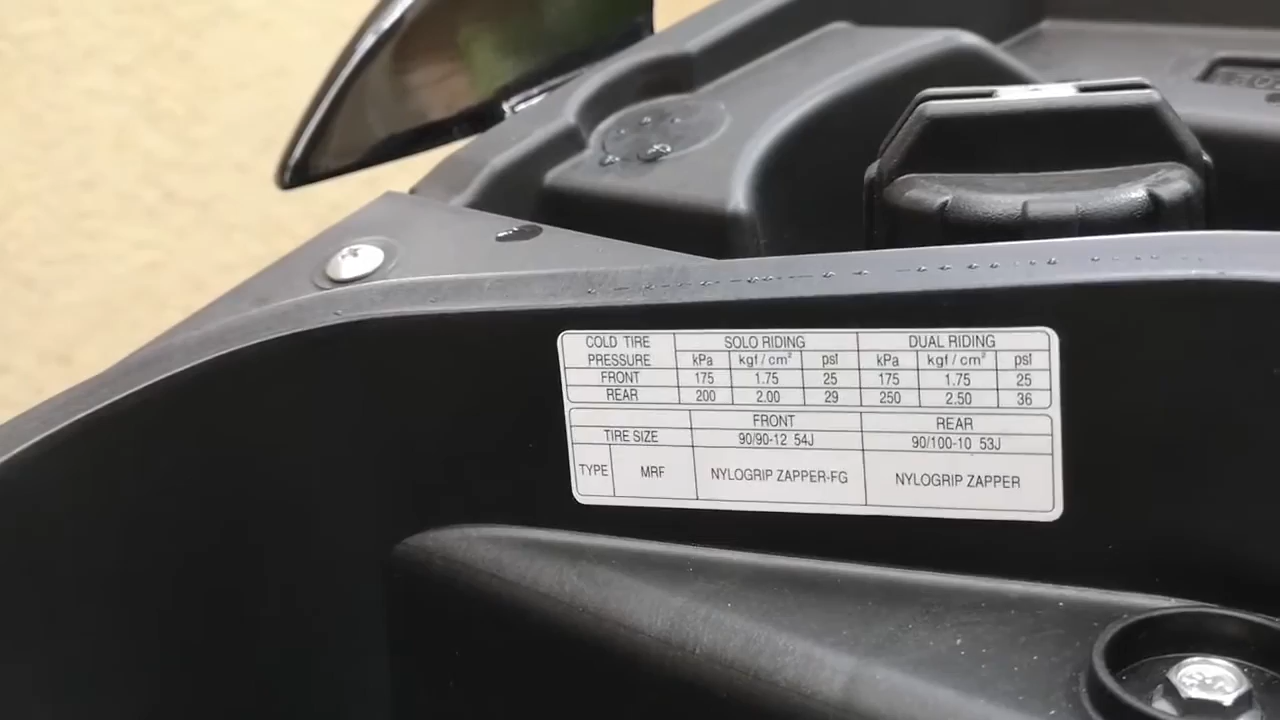 COLD TIRE PRESSURE SOLO RIDING DUAL RIDING
kPa kgf / cm² psi kPa kgf / cm² psi
FRONT 175 1.75 25 175 1.75 25
REAR 200 2.00 29 250 2.50 36
TIRE SIZE FRONT REAR
90/90-12 54J 90/100-10 53J
TYPE MRF NYLOGRIP ZAPPER-FG NYLOGRIP ZAPPER